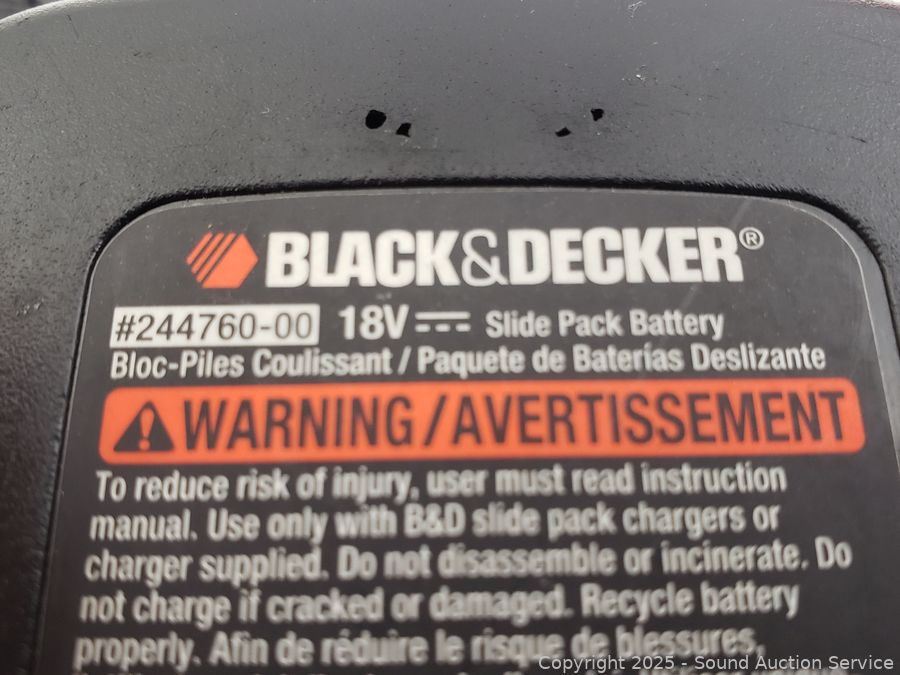 BLACK&DECKER®
#244760-00 18V Slide Pack Battery
Bloc-Piles Coulissant / Paquete de Baterías Deslizante
WARNING/AVERTISSEMENT
To reduce risk of injury, user must read instruction
manual. Use only with B&D slide pack chargers or
charger supplied. Do not disassemble or incinerate. Do
not charge if cracked or damaged. Recycle battery
properly. Afin de réduire le risque de blessures,
Copyright 2025 - Sound Auction Service